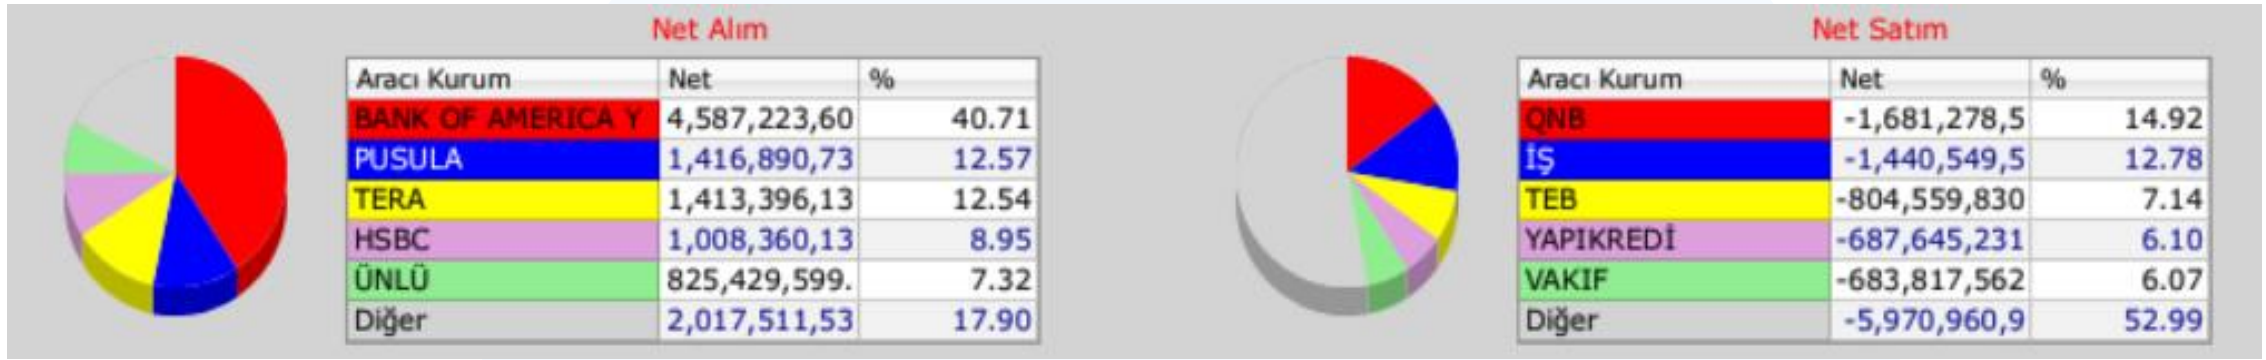 Net Alım
Aracı Kurum Net %
BANK OF AMERICA Y 4,587,223,60 40.71
PUSULA 1,416,890,73 12.57
TERA 1,413,396,13 12.54
HSBC 1,008,360,13 8.95
ÜNLÜ 825,429,599. 7.32
Diğer 2,017,511,53 17.90
Net Satım
Aracı Kurum Net %
QNB -1,681,278,5 14.92
İŞ -1,440,549,5 12.78
TEB -804,559,830 7.14
YAPIKREDİ -687,645,231 6.10
VAKIF -683,817,562 6.07
Diğer -5,970,960,9 52.99